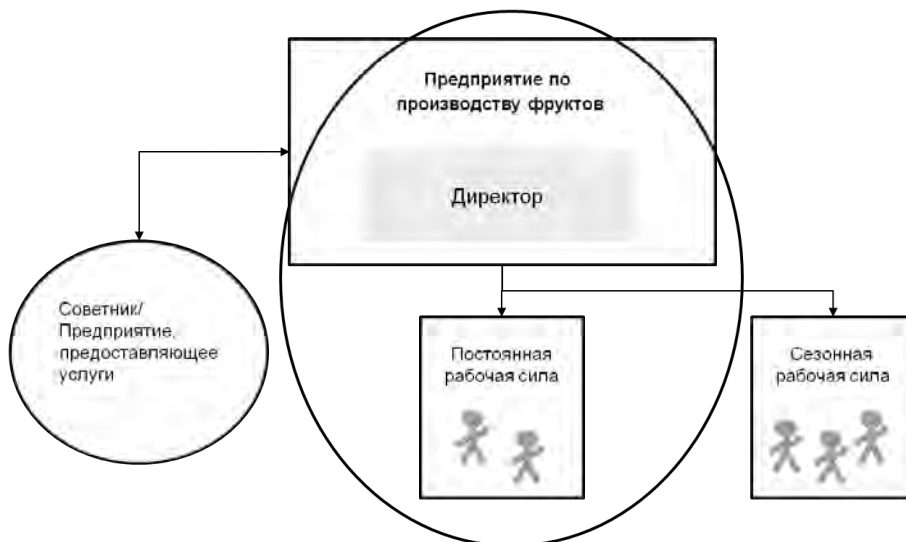 Предприятие по
производству фруктов
Директор
Советник/
Предприятие,
предоставляющее
услуги
Постоянная
рабочая сила
Сезонная
рабочая сила